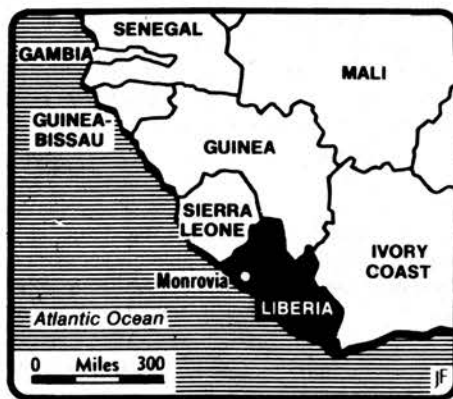 SENEGAL
GAMBIA
MALI
GUINEA-
BISSAU
GUINEA
SIERRA
LEONE
IVORY
COAST
Monrovia
LIBERIA
Atlantic Ocean
0 Miles 300
JF